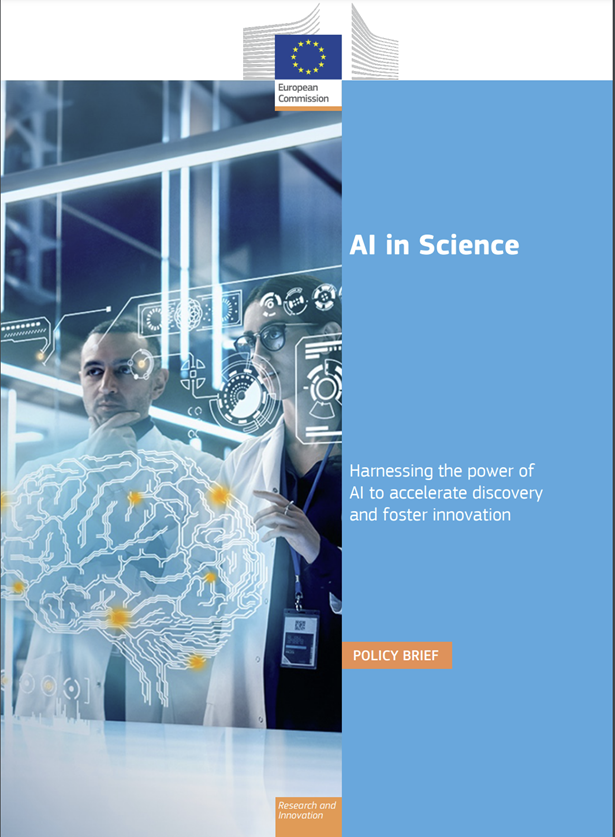 European
Commission
AI in Science
Harnessing the power of
AI to accelerate discovery
and foster innovation
POLICY BRIEF
Research and
Innovation